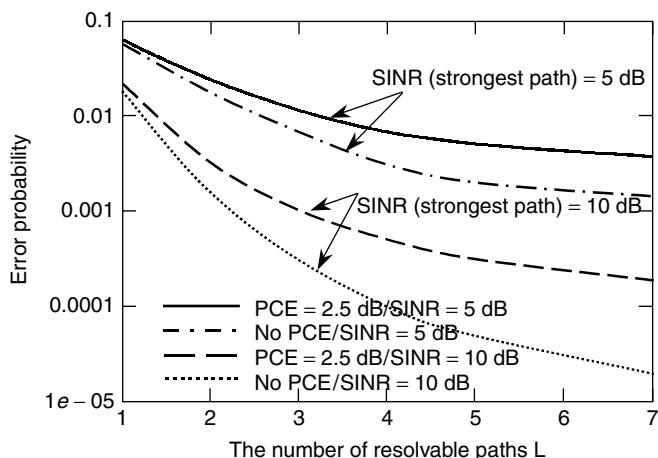 0.1
0.01
0.001
0.0001
1e − 05
Error probability
SINR (strongest path) = 5 dB
SINR (strongest path) = 10 dB
PCE = 2.5 dB/SINR = 5 dB
No PCE/SINR = 5 dB
PCE = 2.5 dB/SINR = 10 dB
No PCE/SINR = 10 dB
1 2 3 4 5 6 7
The number of resolvable paths L